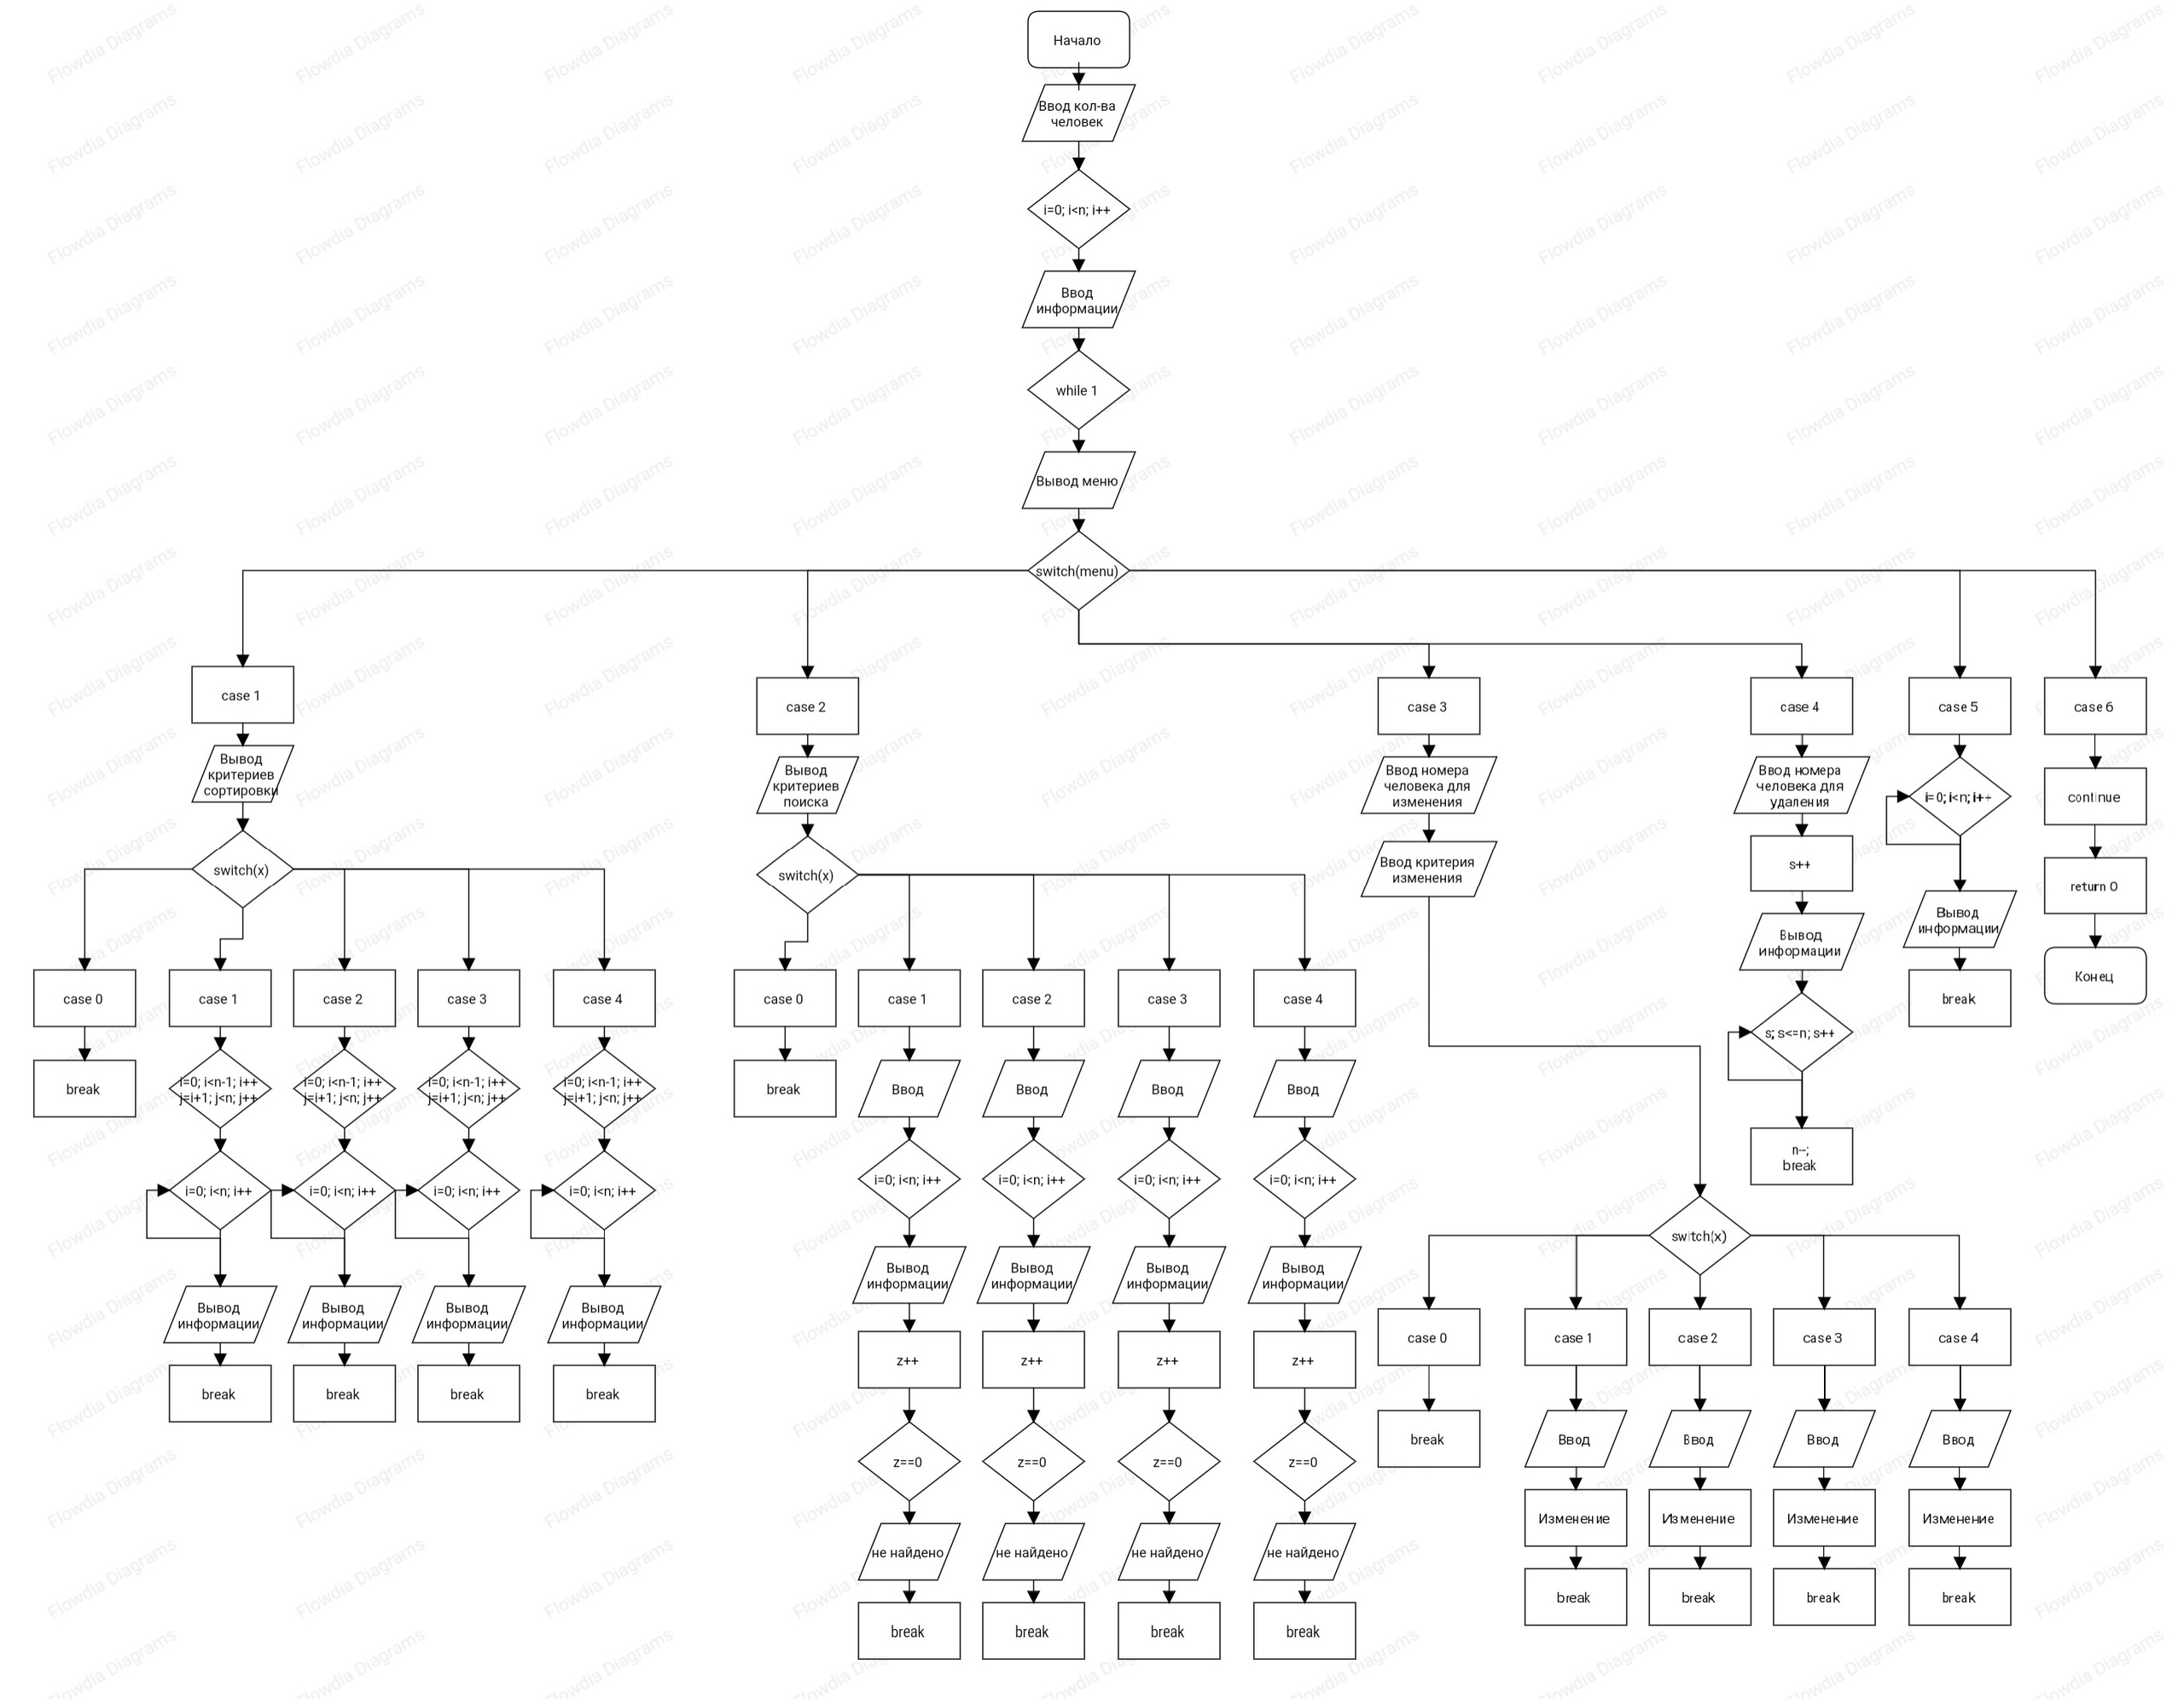 Начало
Ввод кол-ва
человек
i=0; i<n; i++
Ввод
информации
while 1
Вывод меню
switch(menu)
case 1
Вывод
критериев
сортировки
switch(x)
case 0
break
case 1
i=0; i<n-1; i++
j=i+1; j<n; j++
i=0; i<n; i++
Вывод
информации
break
case 2
i=0; i<n-1; i++
j=i+1; j<n; j++
i=0; i<n; i++
Вывод
информации
break
case 3
i=0; i<n-1; i++
j=i+1; j<n; j++
i=0; i<n; i++
Вывод
информации
break
case 4
i=0; i<n-1; i++
j=i+1; j<n; j++
i=0; i<n; i++
Вывод
информации
break
case 2
Вывод
критериев
поиска
switch(x)
case 0
break
case 1
Ввод
i=0; i<n; i++
Вывод
информации
z++
z==0
не найдено
break
case 2
Ввод
i=0; i<n; i++
Вывод
информации
z++
z==0
не найдено
break
case 3
Ввод
i=0; i<n; i++
Вывод
информации
z++
z==0
не найдено
break
case 4
Ввод
i=0; i<n; i++
Вывод
информации
z++
z==0
не найдено
break
case 3
Ввод номера
человека для
изменения
Ввод критерия
изменения
switch(x)
case 0
break
case 1
Ввод
Изменение
break
case 2
Ввод
Изменение
break
case 3
Ввод
Изменение
break
case 4
Ввод
Изменение
break
case 4
Ввод номера
человека для
удаления
s++
Вывод
информации
s; s<=n; s++
n--;
break
case 5
i=0; i<n; i++
Вывод
информации
break
case 6
continue
return 0
Конец
Flowdia Diagrams